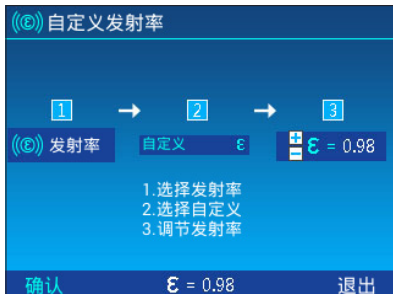 ((ε)) 自定义发射率
1 → 2 → 3
((ε)) 发射率 自定义 ε +- ε = 0.98
1.选择发射率
2.选择自定义
3.调节发射率
确认 ε = 0.98 退出